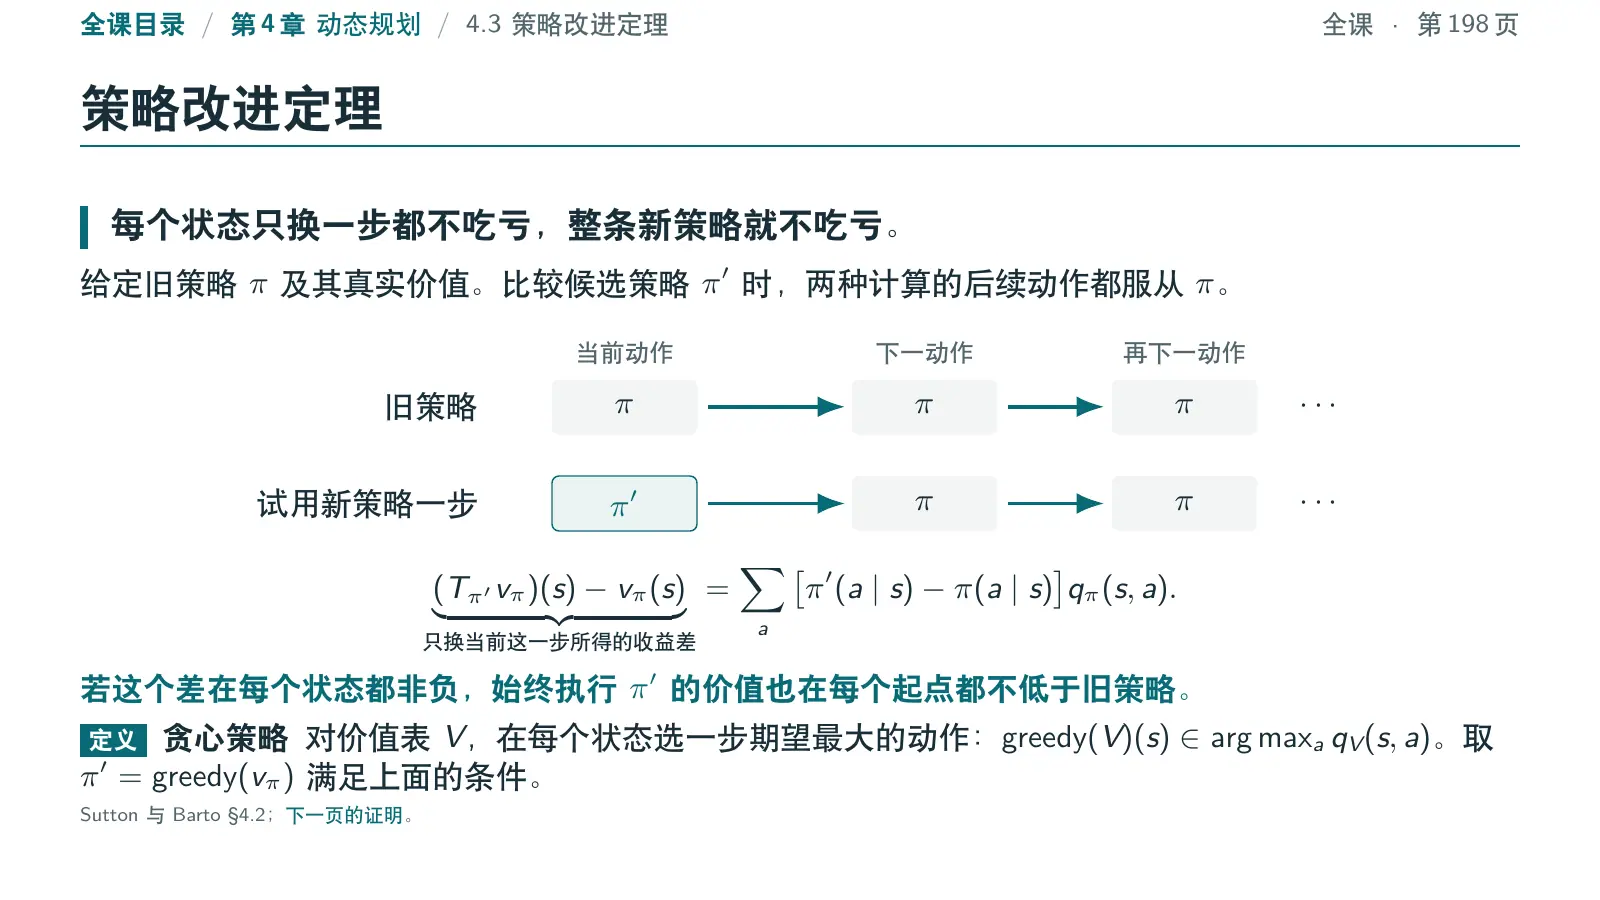 全课目录 / 第 4 章 动态规划 / 4.3 策略改进定理
全课 · 第 198 页
策略改进定理
每个状态只换一步都不吃亏，整条新策略就不吃亏。
给定旧策略 π 及其真实价值。比较候选策略 π′ 时，两种计算的后续动作都服从 π。
当前动作 下一动作 再下一动作
旧策略 π π π ···
试用新策略一步 π′ π π ···
(T_{π′} v_π)(s) − v_π(s) = ∑_a [π′(a | s) − π(a | s)] q_π(s, a).
只换当前这一步所得的收益差
若这个差在每个状态都非负，始终执行 π′ 的价值也在每个起点都不低于旧策略。
定义 贪心策略 对价值表 V，在每个状态选一步期望最大的动作：greedy(V)(s) ∈ arg max_a q_V(s, a)。取
π′ = greedy(v_π) 满足上面的条件。
Sutton 与 Barto §4.2；下一页的证明。